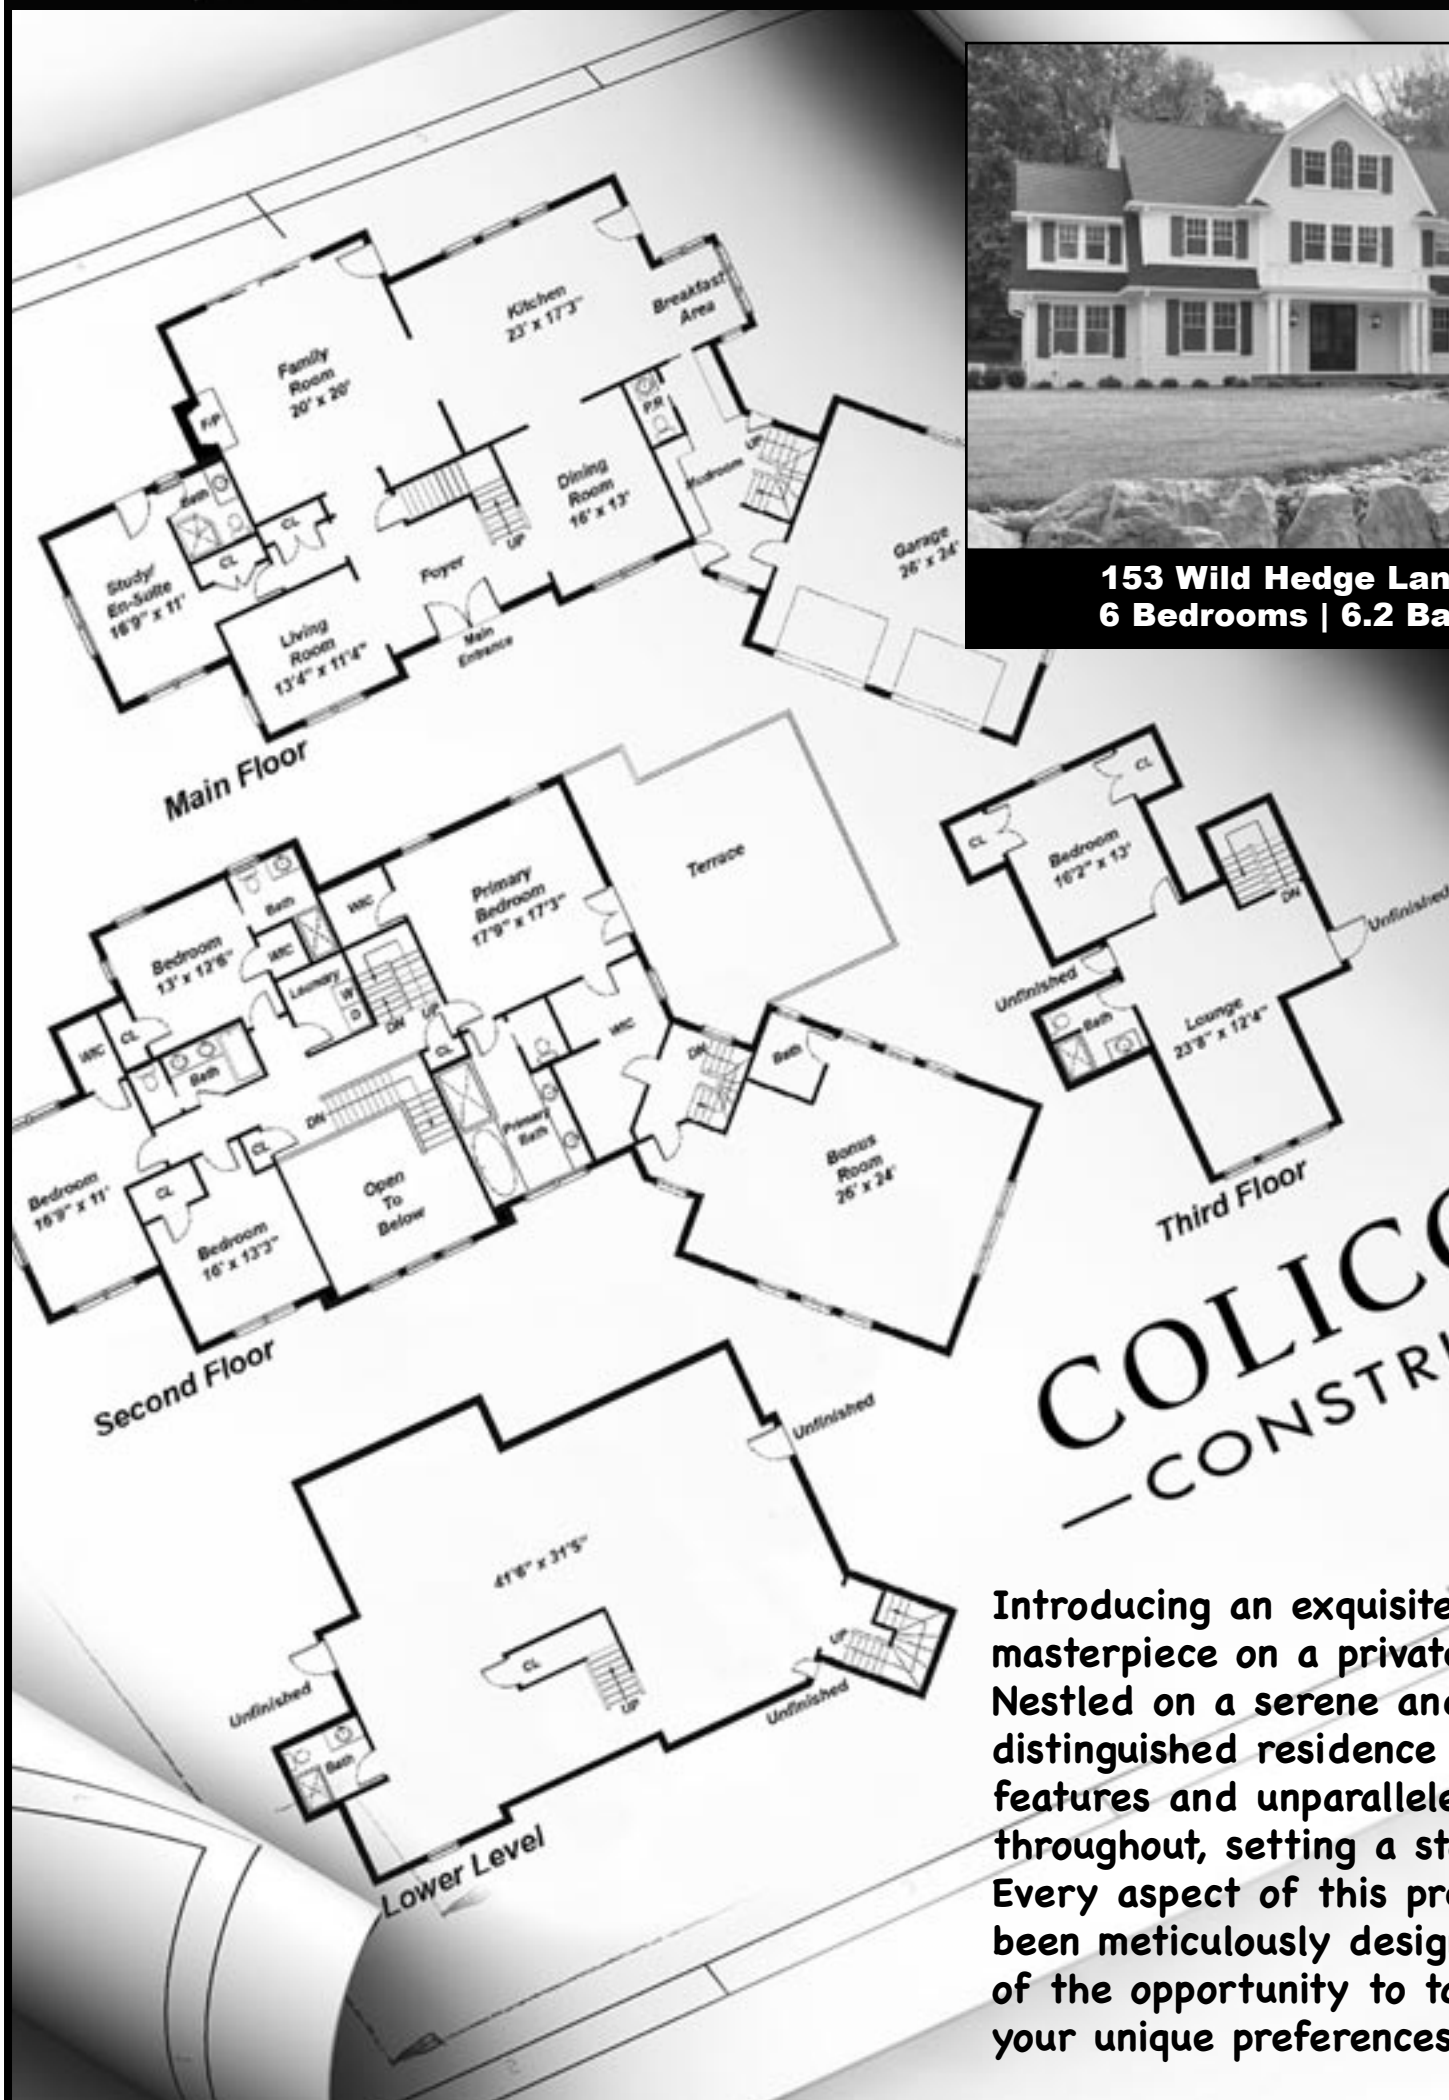 153 Wild Hedge Lan
6 Bedrooms | 6.2 Ba
Kitchen
23' x 17'3"
Breakfast
Area
Family
Room
20' x 20'
F/P
P.R
UP
Mudroom
Dining
Room
16' x 13'
UP
Garage
26' x 34'
Bath
CL
CL
Study/
En-Suite
16'9" x 11'
Foyer
Living
Room
13'4" x 11'4"
Main
Entrance
Main Floor
Terrace
Primary
Bedroom
17'9" x 17'3"
WIC
Bath
Bedroom
13' x 12'6"
WIC
Laundry
W
D
DN
UP
CL
WIC
CL
WIC
Bath
DN
CL
Primary
Bath
DN
Bath
Bonus
Room
26' x 24'
Open
To
Below
CL
Bedroom
16'9" x 11'
Bedroom
16' x 13'3"
Second Floor
CL
CL
Bedroom
16'2" x 13'
DN
Unfinished
Unfinished
Bath
Lounge
23'8" x 12'4"
Third Floor
COLICO
CONSTR
Unfinished
41'6" x 31'5"
CL
UP
UP
Unfinished
Unfinished
Bath
Lower Level
Introducing an exquisite
masterpiece on a private
Nestled on a serene and
distinguished residence
features and unparallele
throughout, setting a st
Every aspect of this pr
been meticulously desig
of the opportunity to t
your unique preferences